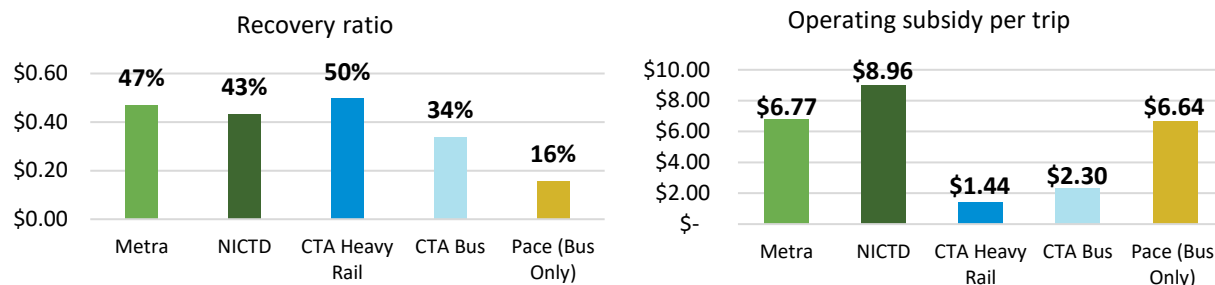 Recovery ratio
$0.60
$0.40
$0.20
$0.00
47%
43%
50%
34%
16%
Metra
NICTD
CTA Heavy
Rail
CTA Bus
Pace (Bus
Only)
Operating subsidy per trip
$10.00
$8.00
$6.00
$4.00
$2.00
$-
$6.77
$8.96
$1.44
$2.30
$6.64
Metra
NICTD
CTA Heavy
Rail
CTA Bus
Pace (Bus
Only)